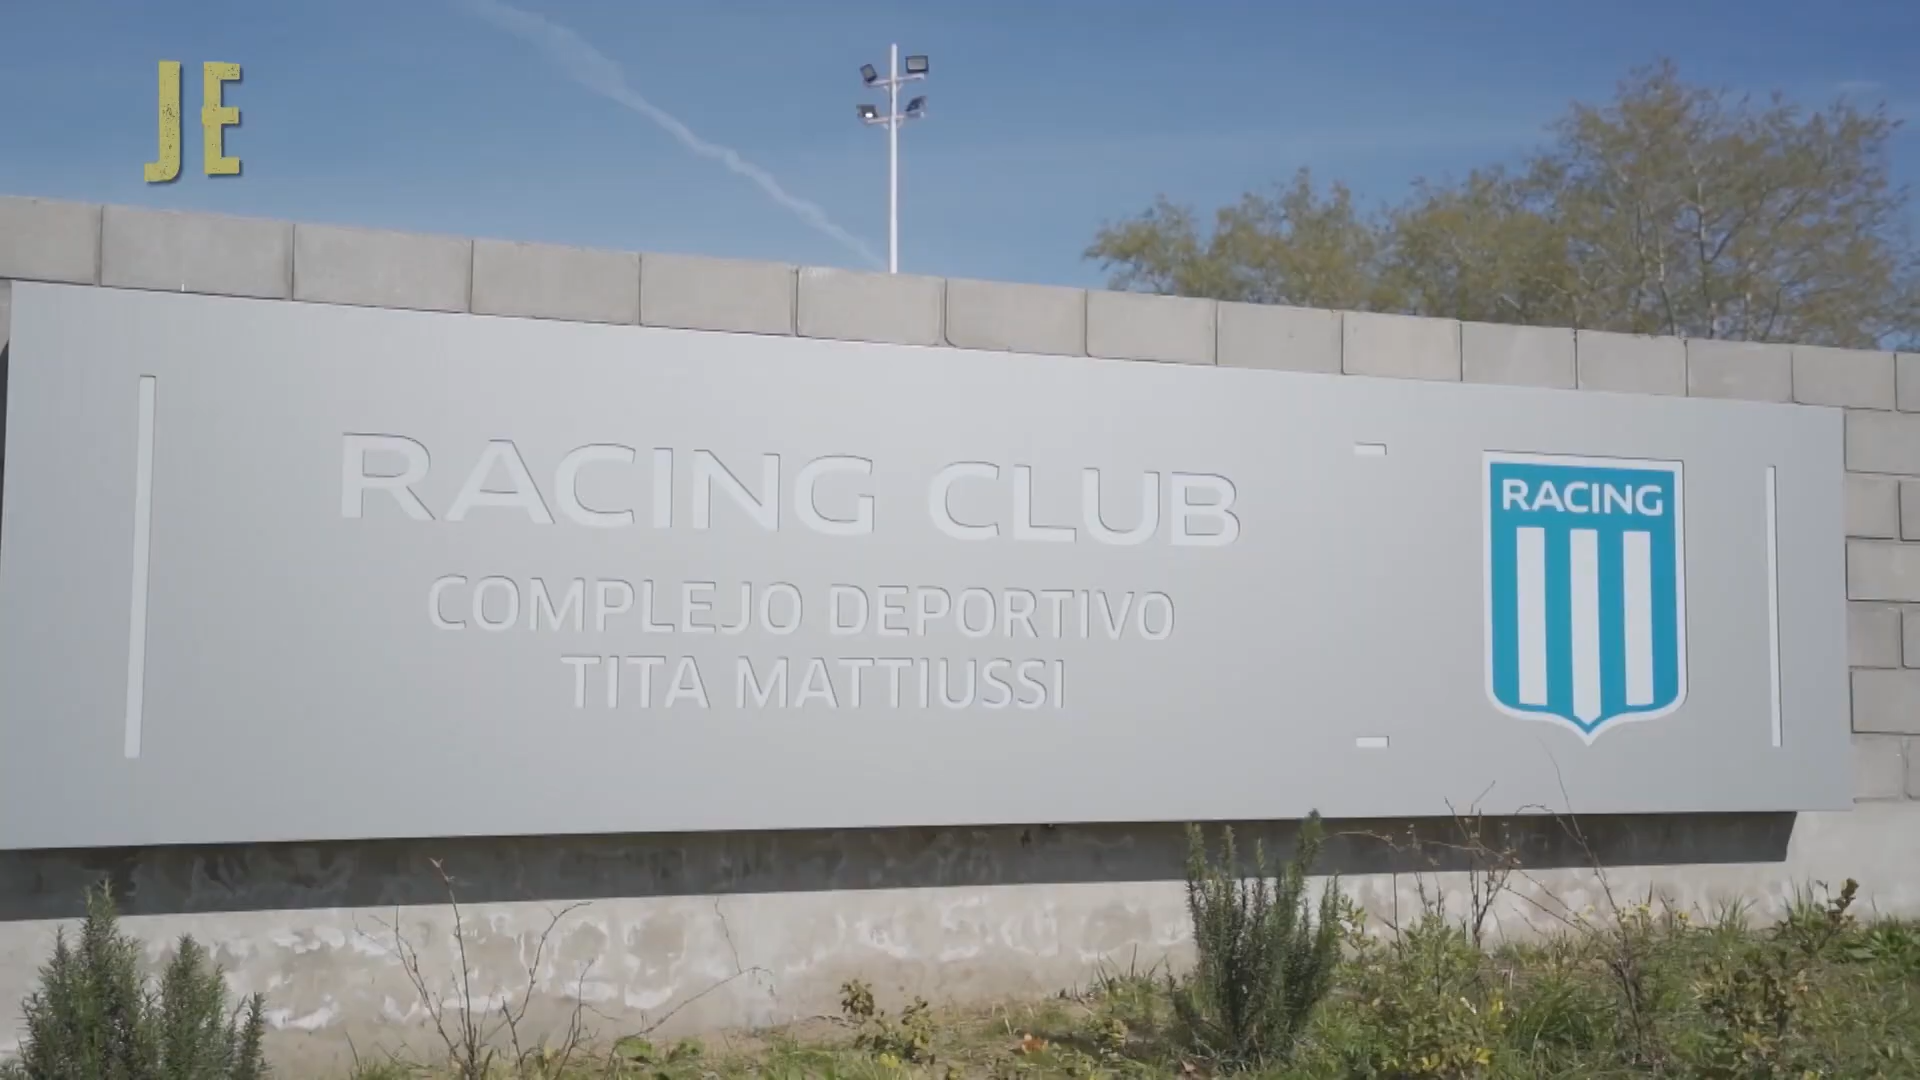 JE
RACING CLUB
COMPLEJO DEPORTIVO
TITA MATTIUSSI
RACING